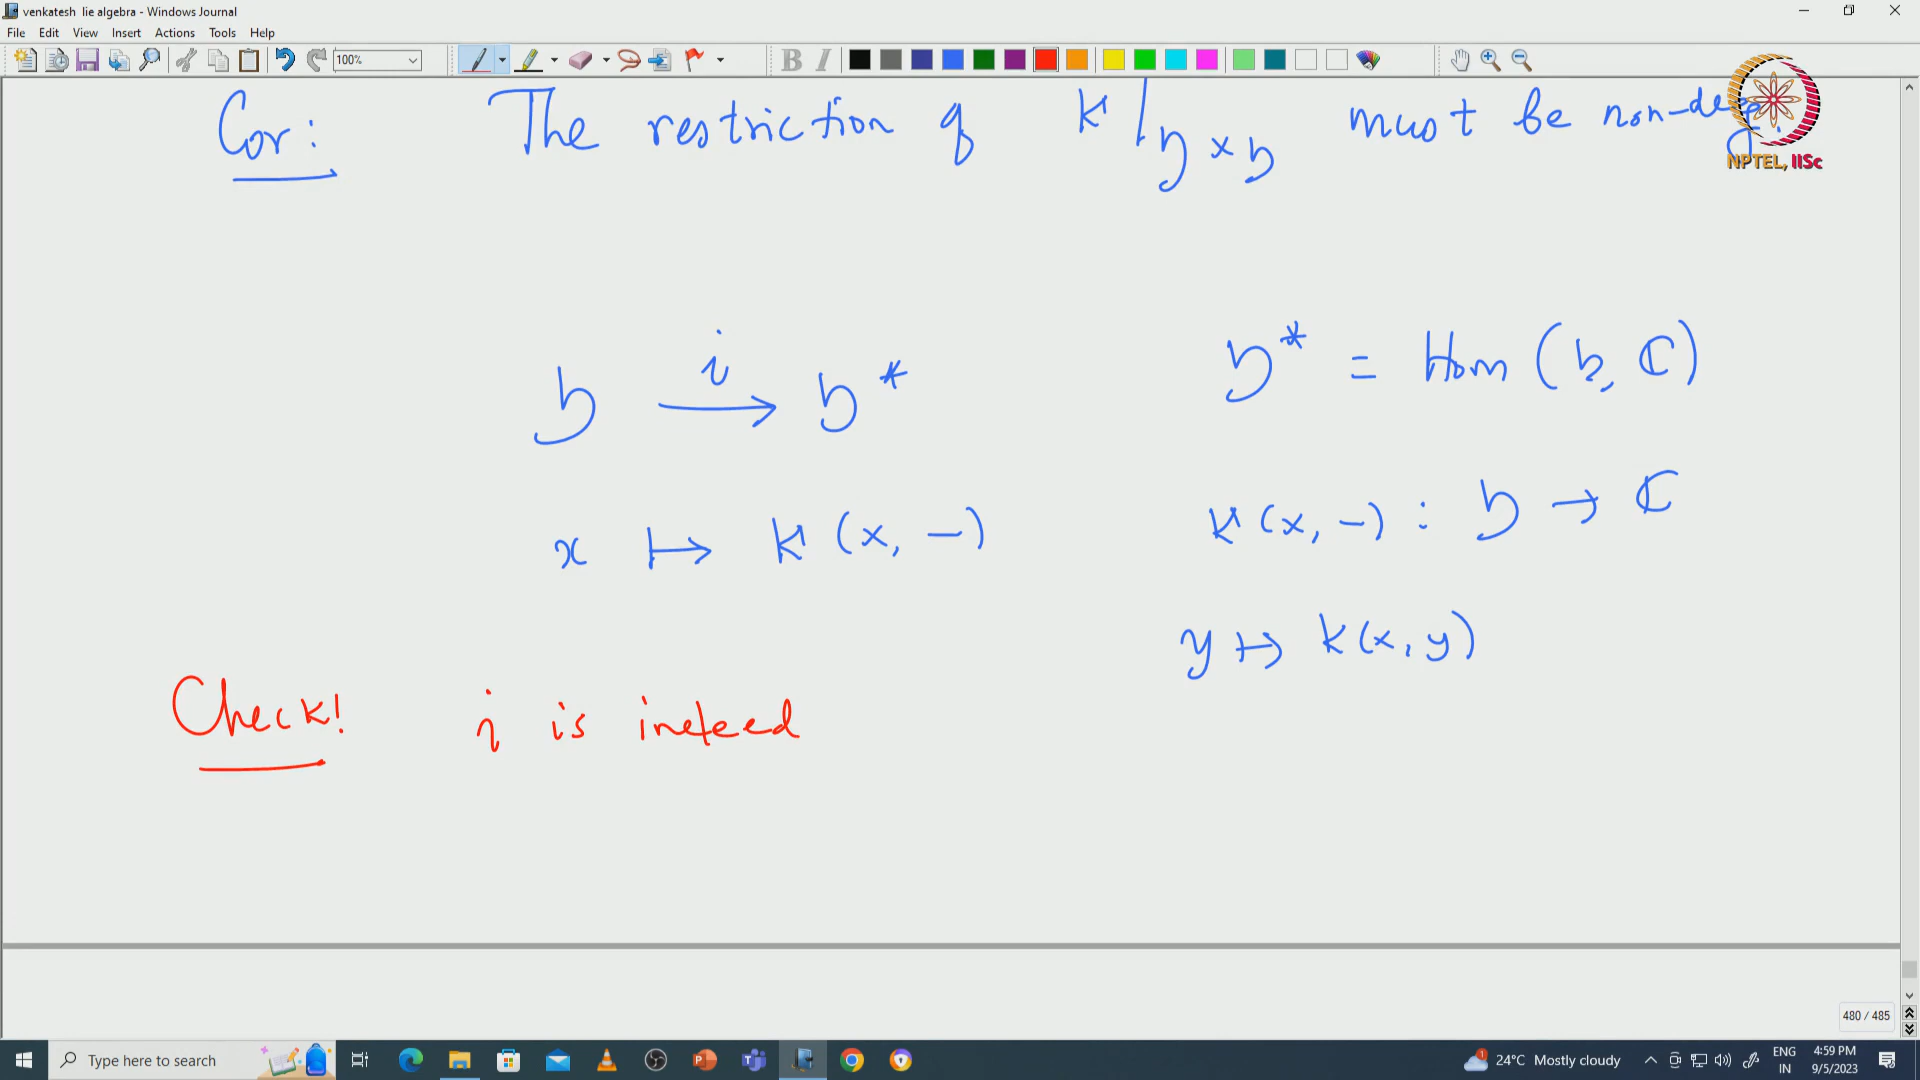 venkatesh lie algebra - Windows Journal
File Edit View Insert Actions Tools Help
100%
B I
NPTEL, IISc
Cor: The restriction of κ|𝔥×𝔥 must be non-deg.
𝔥 i→ 𝔥* 𝔥* = Hom (𝔥, ℂ)
x ↦ κ(x, −) κ(x, −) : 𝔥 → ℂ
y ↦ κ(x, y)
Check! i is indeed
480 / 485
Type here to search
24°C Mostly cloudy
ENG
IN
4:59 PM
9/5/2023